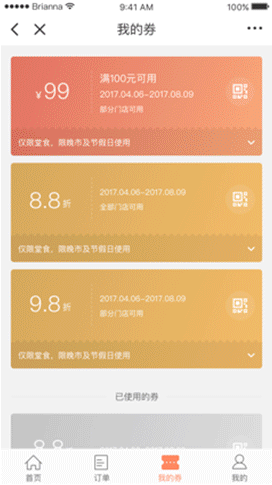 Brianna 9:41 AM 100%
我的券
¥99
满100元可用
2017.04.06~2017.08.09
部分门店可用
仅限堂食、限晚市及节假日使用
8.8折
2017.04.06~2017.08.09
全部门店可用
仅限堂食、限晚市及节假日使用
9.8折
2017.04.06~2017.08.09
部分门店可用
仅限堂食、限晚市及节假日使用
已使用的券
8.8折
首页 订单 我的券 我的